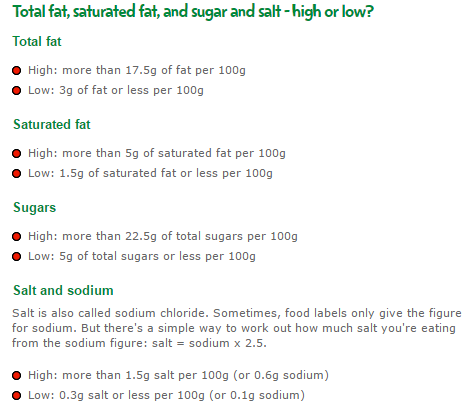 Total fat, saturated fat, and sugar and salt - high or low?
Total fat
High: more than 17.5g of fat per 100g
Low: 3g of fat or less per 100g
Saturated fat
High: more than 5g of saturated fat per 100g
Low: 1.5g of saturated fat or less per 100g
Sugars
High: more than 22.5g of total sugars per 100g
Low: 5g of total sugars or less per 100g
Salt and sodium
Salt is also called sodium chloride. Sometimes, food labels only give the figure
for sodium. But there's a simple way to work out how much salt you're eating
from the sodium figure: salt = sodium x 2.5.
High: more than 1.5g salt per 100g (or 0.6g sodium)
Low: 0.3g salt or less per 100g (or 0.1g sodium)